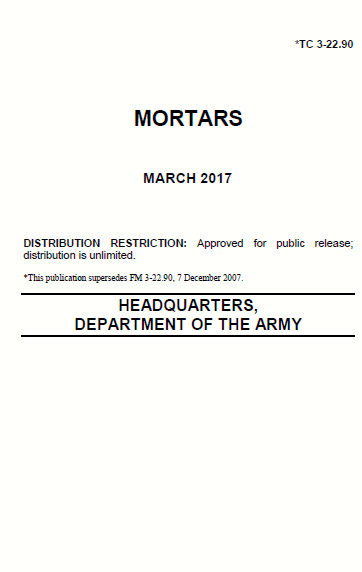 *TC 3-22.90
MORTARS
MARCH 2017
DISTRIBUTION RESTRICTION: Approved for public release;
distribution is unlimited.
*This publication supersedes FM 3-22.90, 7 December 2007.
HEADQUARTERS,
DEPARTMENT OF THE ARMY